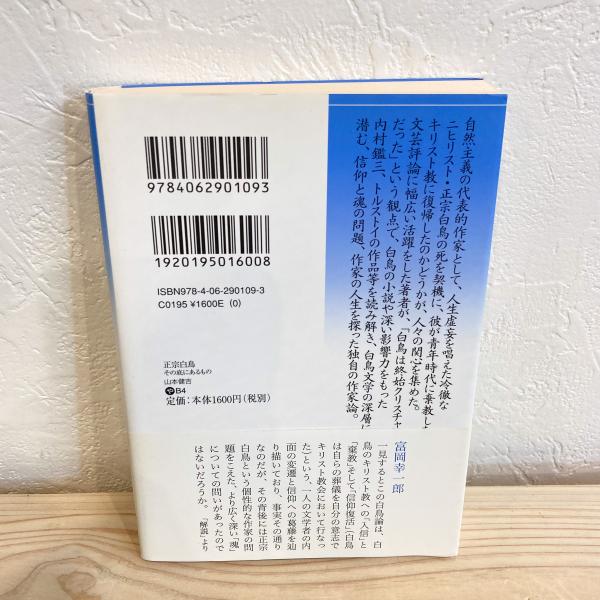 自然主義の代表的作家として、人生虚妄を唱えた冷徹な
ニヒリスト・正宗白鳥の死を契機に、彼が青年時代に棄教し
キリスト教に復帰したのかどうかが、人々の関心を集めた。
文芸評論に幅広い活躍をした著者が、「白鳥は終始クリスチャ
だった」という観点で、白鳥の小説や深い影響力をもった
内村鑑三、トルストイの作品等を読み解き、白鳥文学の深層に
潜む、信仰と魂の問題、作家の人生を探った独自の作家論。
9784062901093
1920195016008
ISBN978-4-06-290109-3
C0195 ¥1600E (0)
正宗白鳥
その底にあるもの
山本健吉
やB4
定価:本体1600円(税別)
富岡幸一郎
一見するとこの白鳥論は、白
鳥のキリスト教への「入信」と
「棄教」そして「信仰復活」(白鳥
は自らの葬儀を自分の意志で
キリスト教会において行なっ
た)という、一人の文学者の内
面の変遷と信仰への葛藤を辿
り描いており、事実その通り
なのだが、その背後には正宗
白鳥という個性的な作家の問
題をこえた、より広く深い「魂」
についての問いがあったので
はないだろうか。「解説」より